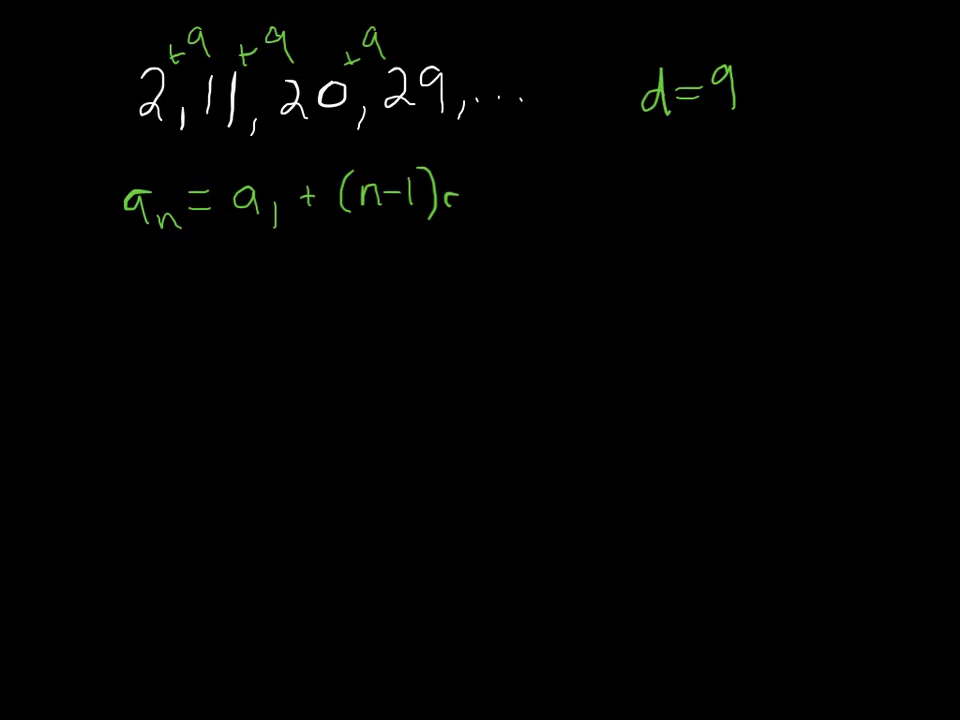 +9 +9 +9
2, 11, 20, 29, ... d=9
aₙ = a₁ + (n-1)